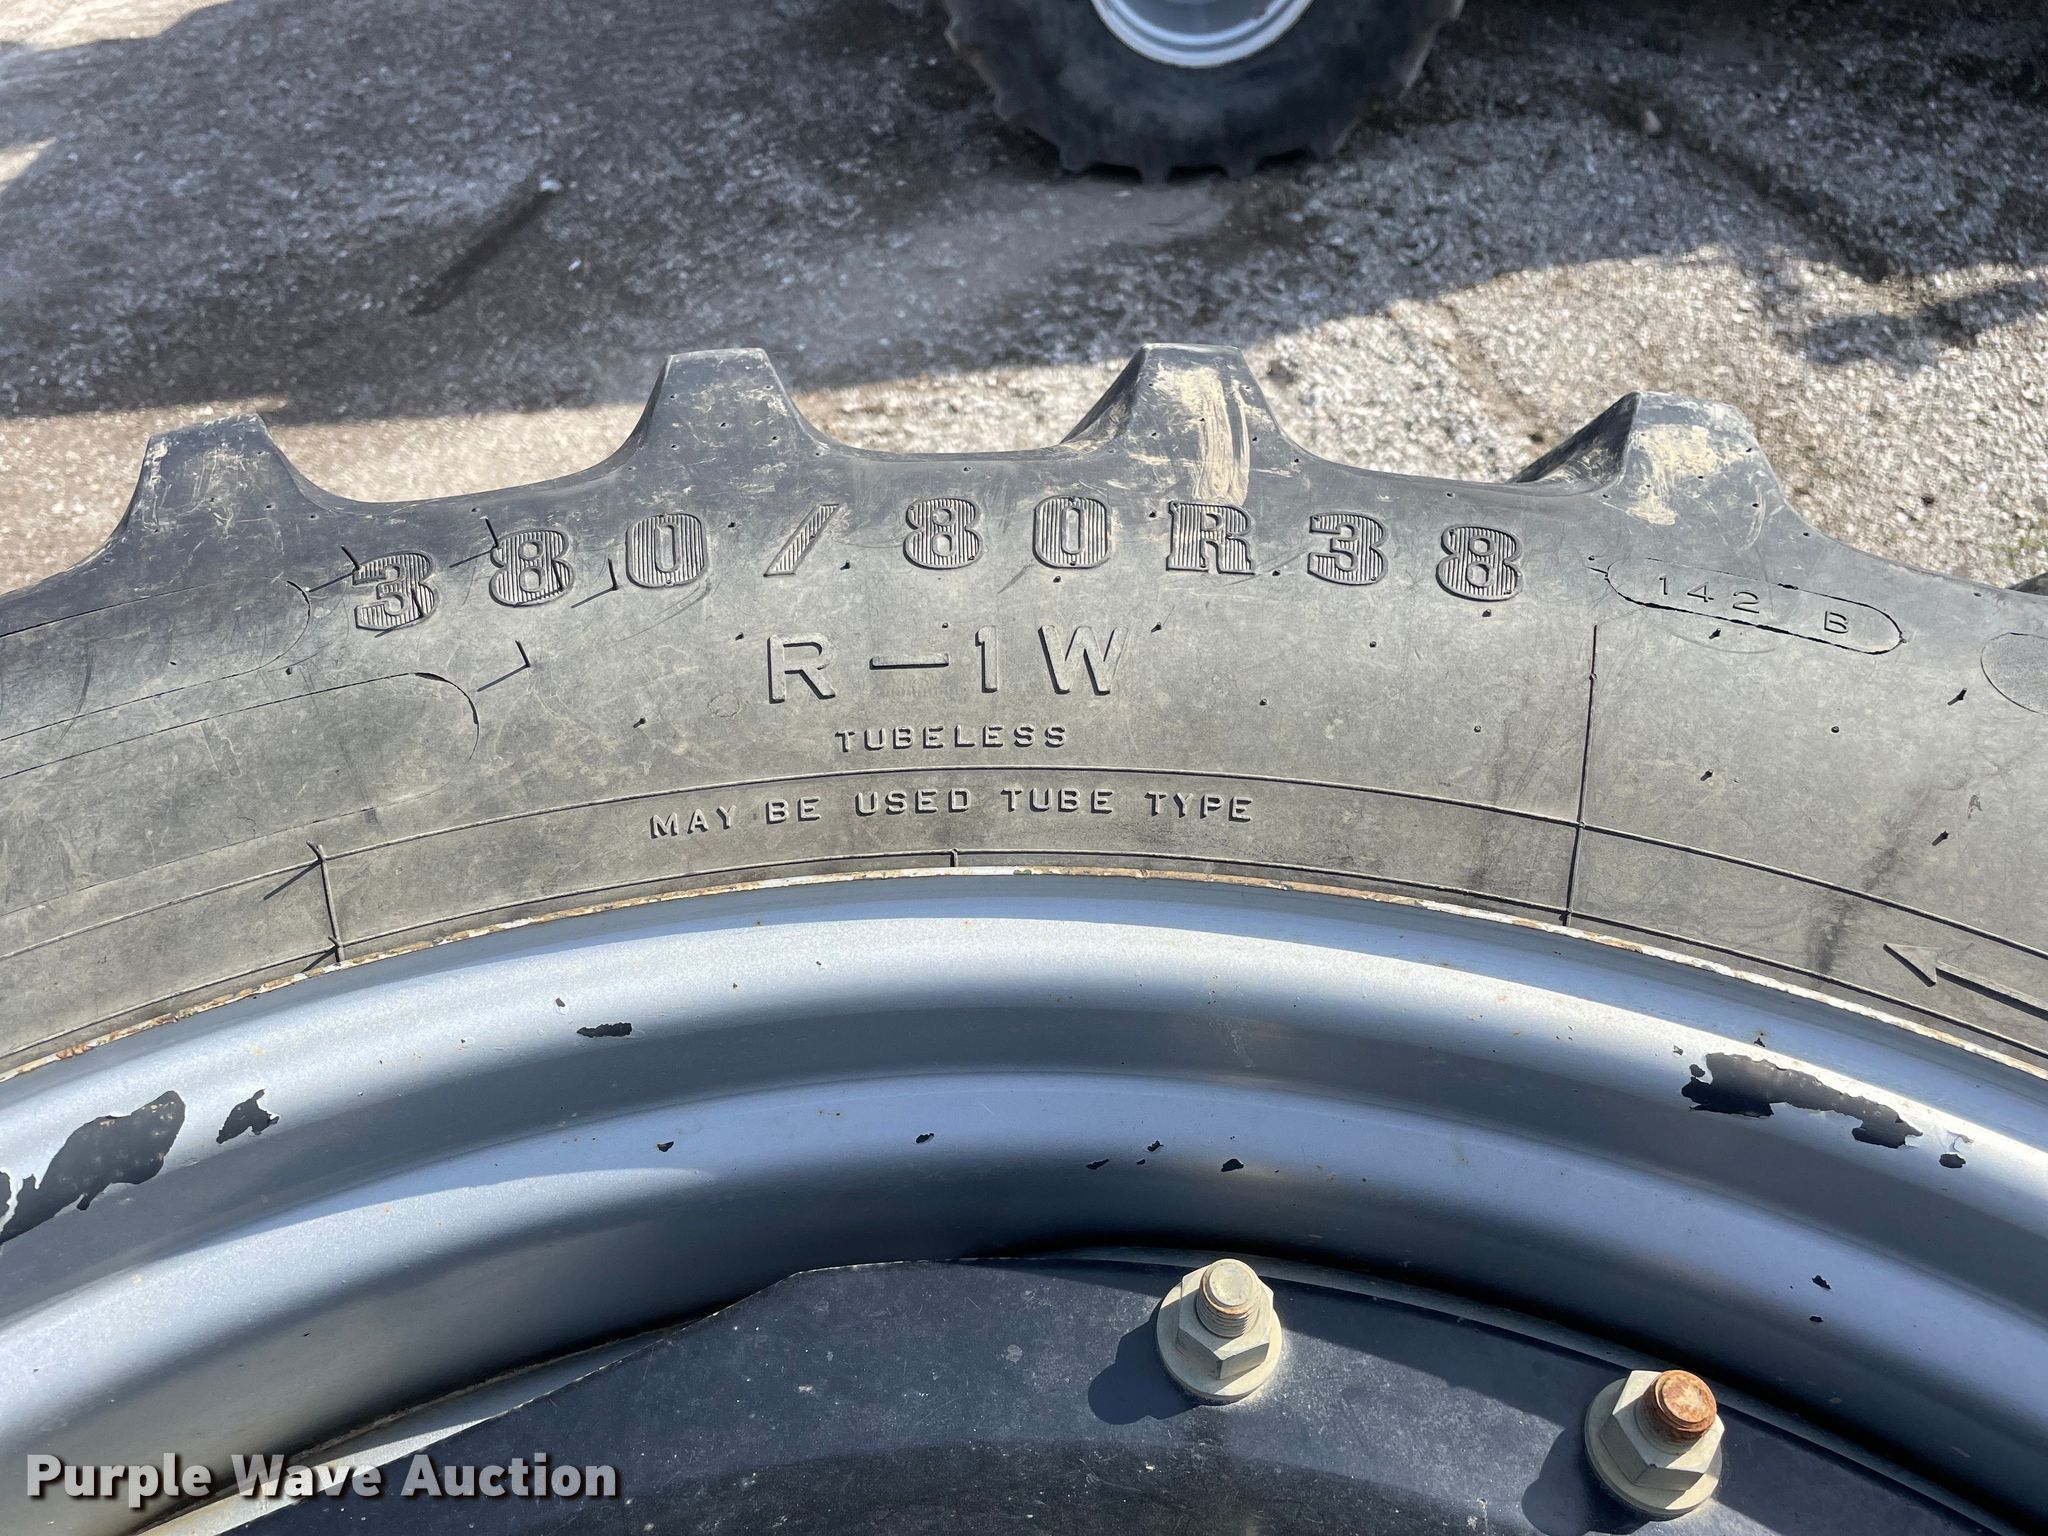 380/80R38
142 B
R-1W
TUBELESS
MAY BE USED TUBE TYPE
Purple Wave Auction